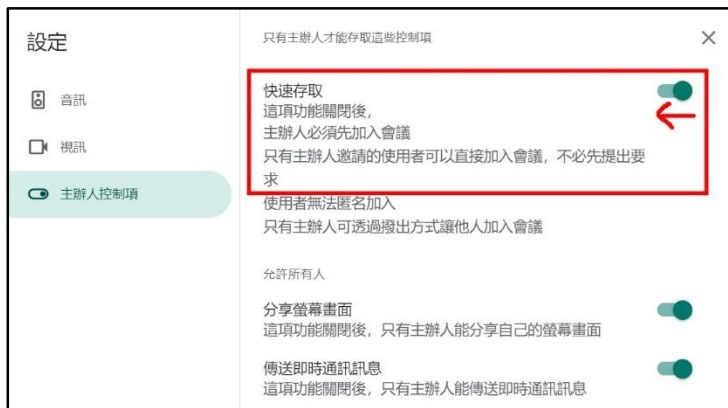 設定
音訊
視訊
主辦人控制項
只有主辦人才能存取這些控制項
快速存取
這項功能關閉後，
主辦人必須先加入會議
只有主辦人邀請的使用者可以直接加入會議，不必先提出要
求
使用者無法匿名加入
只有主辦人可透過撥出方式讓他人加入會議
允許所有人
分享螢幕畫面
這項功能關閉後，只有主辦人能分享自己的螢幕畫面
傳送即時通訊訊息
這項功能關閉後，只有主辦人能傳送即時通訊訊息